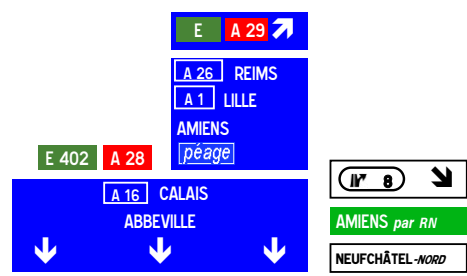 E A 29
A 26 REIMS
A 1 LILLE
AMIENS
péage
E 402 A 28
A 16 CALAIS
ABBEVILLE
8
AMIENS par RN
NEUFCHÂTEL-NORD